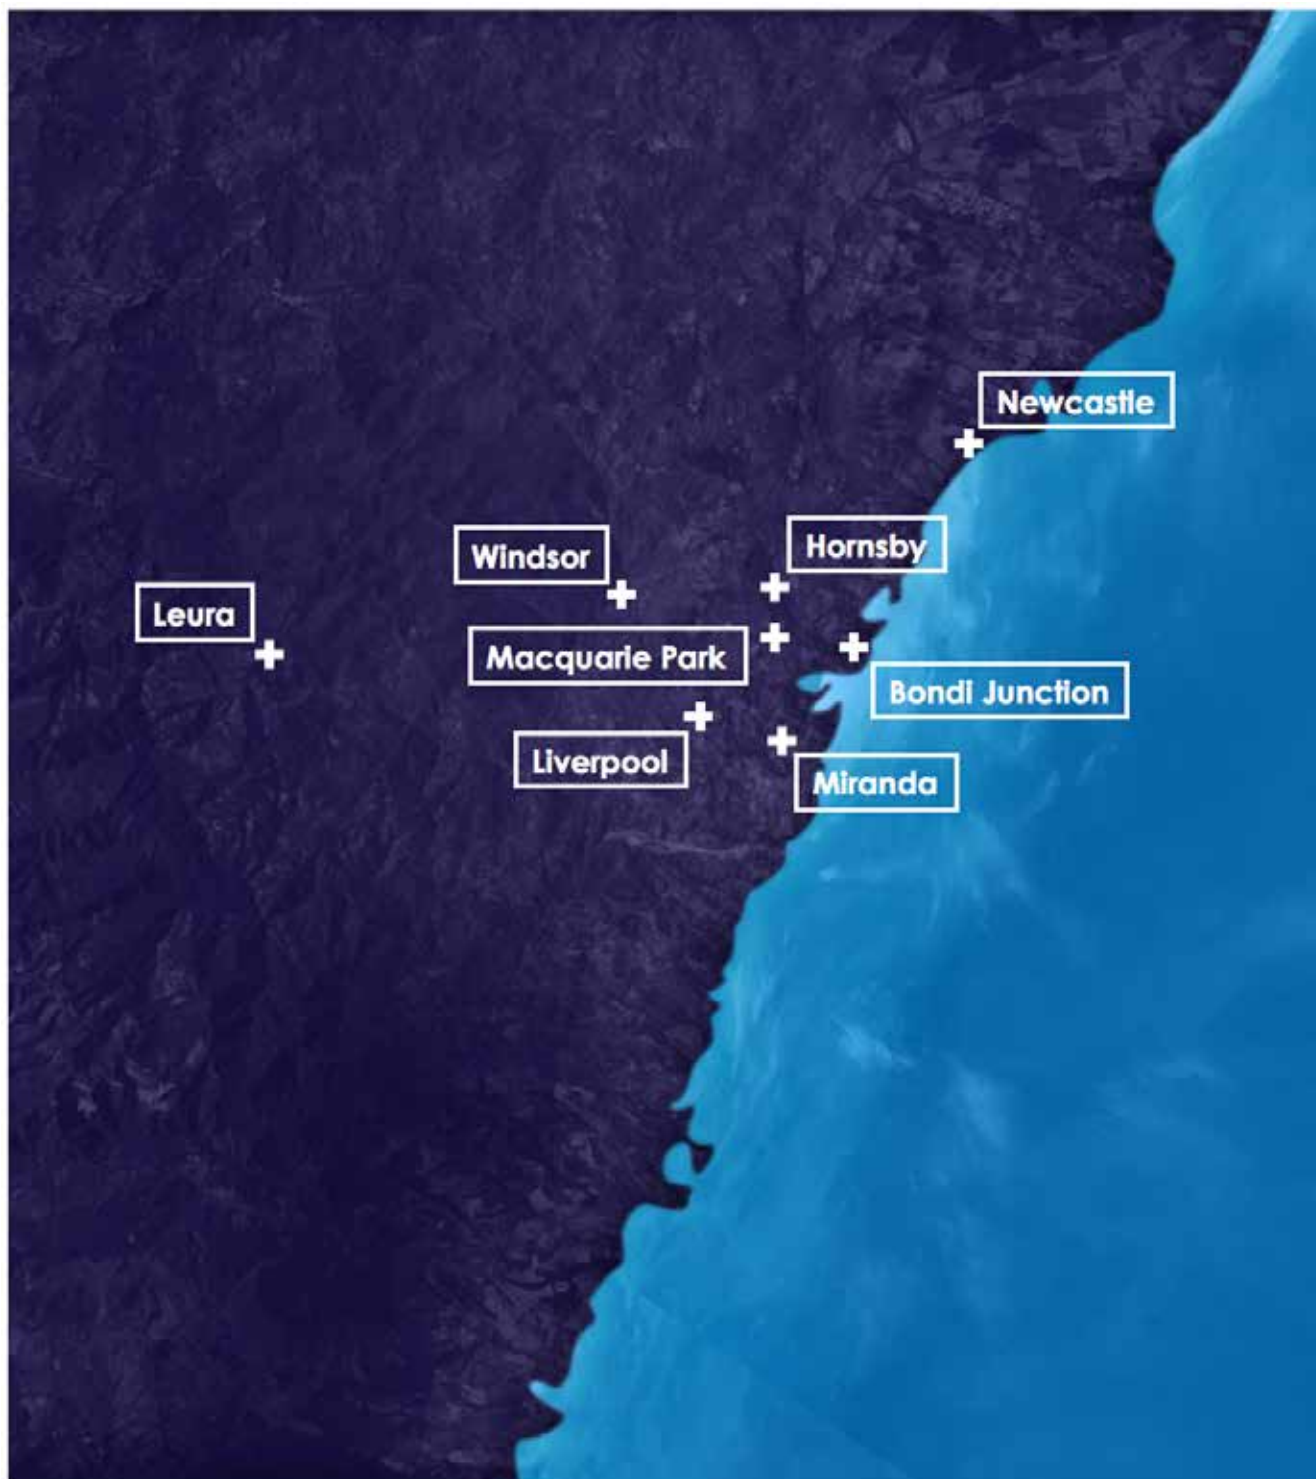 Newcastle
Hornsby
Windsor
Leura
Macquarie Park
Bondi Junction
Liverpool
Miranda